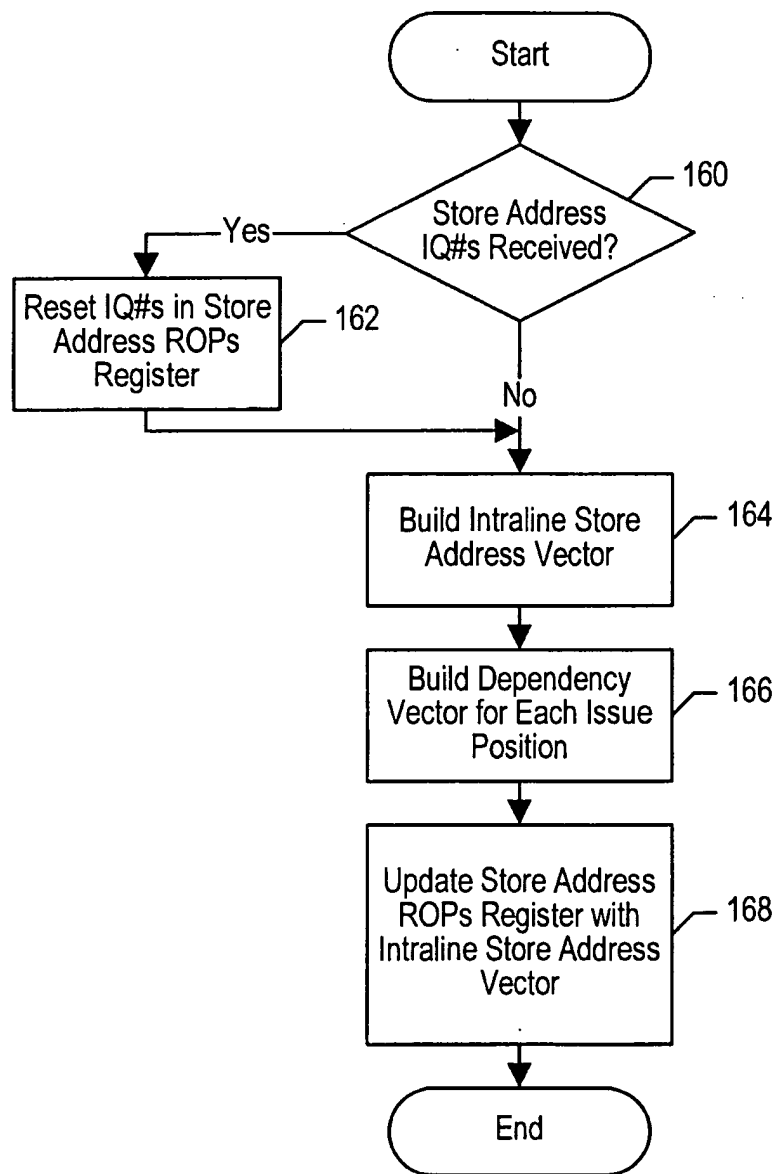 Start
Store Address
IQ#s Received?
160
Yes
Reset IQ#s in Store
Address ROPs
Register
162
No
Build Intraline Store
Address Vector
164
Build Dependency
Vector for Each Issue
Position
166
Update Store Address
ROPs Register with
Intraline Store Address
Vector
168
End